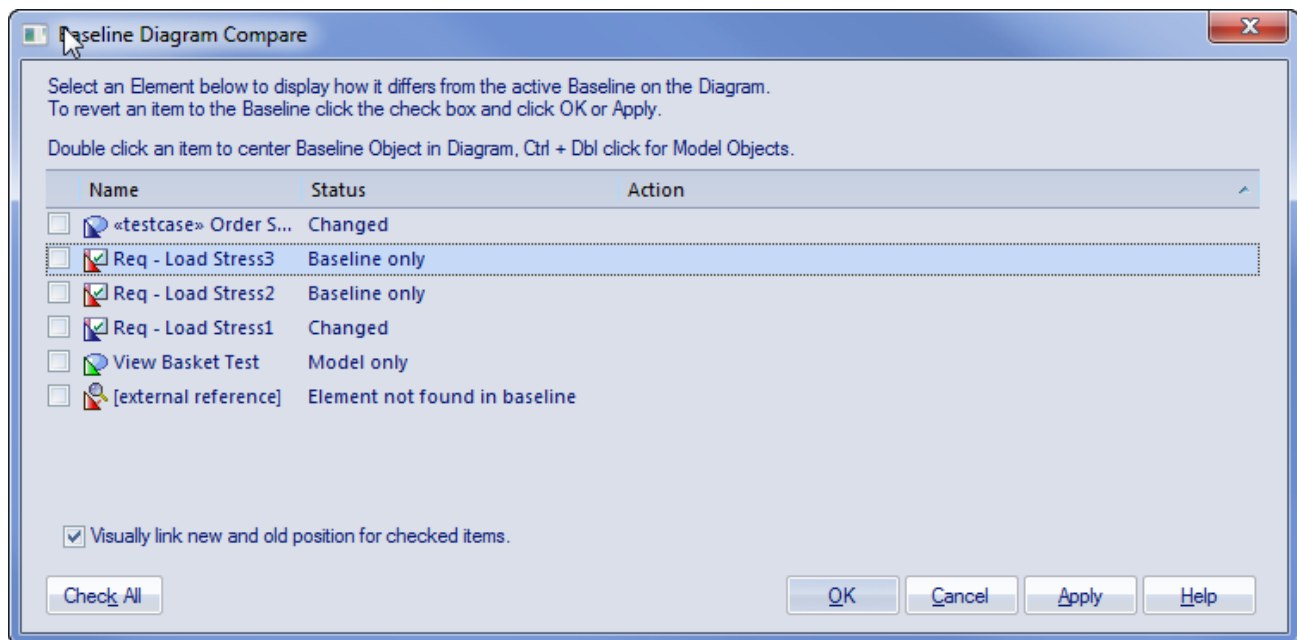 Baseline Diagram Compare
Select an Element below to display how it differs from the active Baseline on the Diagram.
To revert an item to the Baseline click the check box and click OK or Apply.
Double click an item to center Baseline Object in Diagram, Ctrl + Dbl click for Model Objects.
Name Status Action
«testcase» Order S... Changed
Req - Load Stress3 Baseline only
Req - Load Stress2 Baseline only
Req - Load Stress1 Changed
View Basket Test Model only
[external reference] Element not found in baseline
Visually link new and old position for checked items.
Check All OK Cancel Apply Help